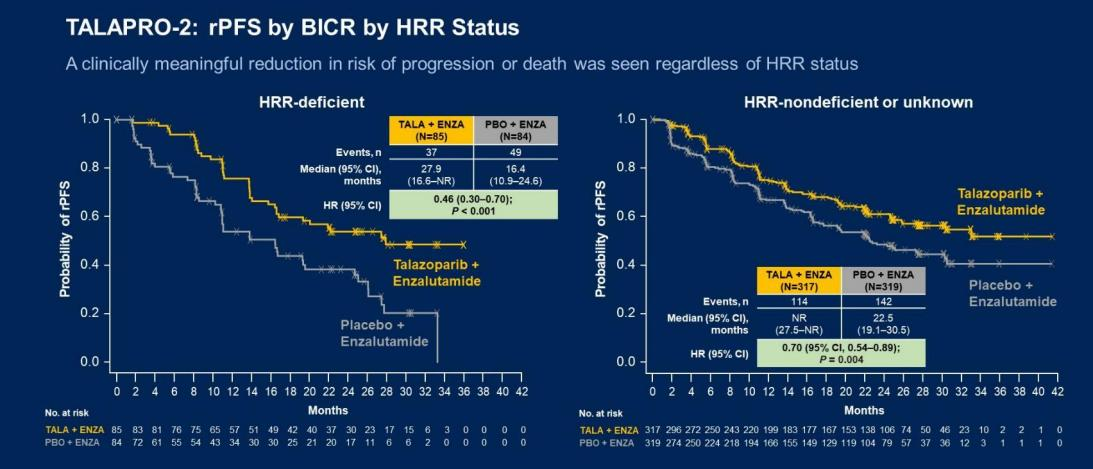 TALAPRO-2: rPFS by BICR by HRR Status
A clinically meaningful reduction in risk of progression or death was seen regardless of HRR status
HRR-deficient
Probability of rPFS
1.0
0.8
0.6
0.4
0.2
0.0
TALA + ENZA (N=85) PBO + ENZA (N=84)
Events, n 37 49
Median (95% CI), months 27.9 (16.6–NR) 16.4 (10.9–24.6)
HR (95% CI) 0.46 (0.30–0.70); P < 0.001
Talazoparib +
Enzalutamide
Placebo +
Enzalutamide
0 2 4 6 8 10 12 14 16 18 20 22 24 26 28 30 32 34 36 38 40 42
Months
No. at risk
TALA + ENZA 85 83 81 76 75 65 57 51 49 42 40 37 30 23 17 15 6 3 0 0 0 0
PBO + ENZA 84 72 61 55 54 43 34 30 30 25 21 20 17 11 6 6 2 0 0 0 0 0
HRR-nondeficient or unknown
Probability of rPFS
1.0
0.8
0.6
0.4
0.2
0.0
Talazoparib +
Enzalutamide
TALA + ENZA (N=317) PBO + ENZA (N=319)
Events, n 114 142
Median (95% CI), months NR (27.5–NR) 22.5 (19.1–30.5)
HR (95% CI) 0.70 (95% CI, 0.54–0.89); P = 0.004
Placebo +
Enzalutamide
0 2 4 6 8 10 12 14 16 18 20 22 24 26 28 30 32 34 36 38 40 42
Months
No. at risk
TALA + ENZA 317 296 272 250 243 220 199 183 177 167 153 138 106 74 50 46 23 10 2 2 1 0
PBO + ENZA 319 274 250 224 218 194 166 155 149 129 119 104 79 57 37 36 12 3 1 1 1 0